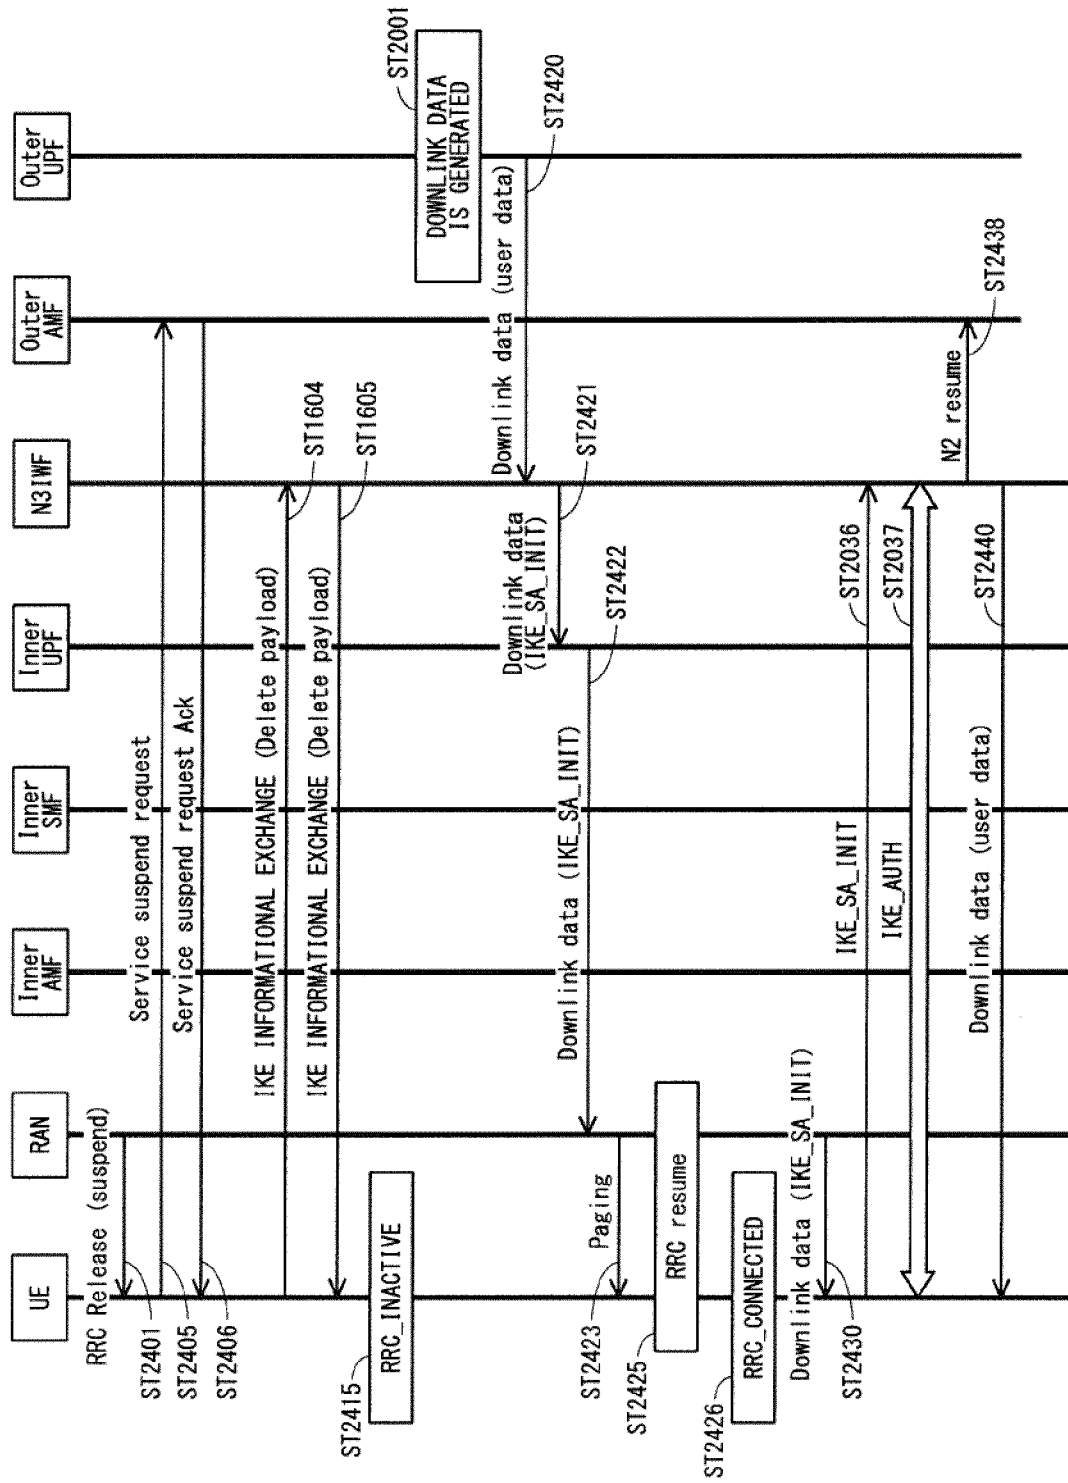 UE
RAN
Inner
AMF
Inner
SMF
Inner
UPF
N3IWF
Outer
AMF
Outer
UPF
RRC Release (suspend)
ST2401
Service suspend request
ST2405
Service suspend request Ack
ST2406
IKE INFORMATIONAL EXCHANGE (Delete payload)
ST1604
IKE INFORMATIONAL EXCHANGE (Delete payload)
ST1605
ST2415
RRC_INACTIVE
ST2001
DOWNLINK DATA
IS GENERATED
Downlink data (user data)
ST2420
Downlink data
(IKE_SA_INIT)
ST2421
Downlink data (IKE_SA_INIT)
ST2422
Paging
ST2423
ST2425
RRC resume
ST2426
RRC_CONNECTED
Downlink data (IKE_SA_INIT)
ST2430
IKE_SA_INIT
ST2036
IKE_AUTH
ST2037
N2 resume
ST2438
Downlink data (user data)
ST2440